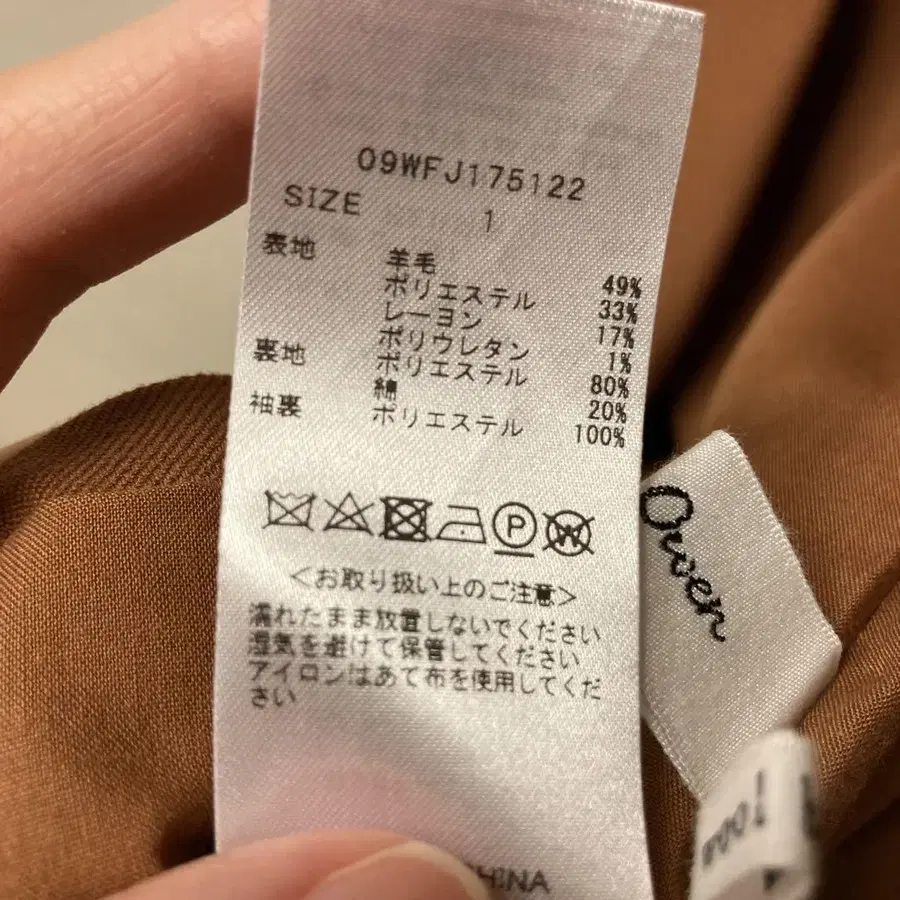 09WFJ175122
SIZE 1
表地 羊毛 49%
ポリエステル 33%
レーヨン 17%
ポリウレタン 1%
裏地 ポリエステル 80%
綿 20%
袖裏 ポリエステル 100%
P
W
＜お取り扱い上のご注意＞
濡れたまま放置しないでください
湿気を避けて保管してください
アイロンはあて布を使用してくだ
さい
Owen